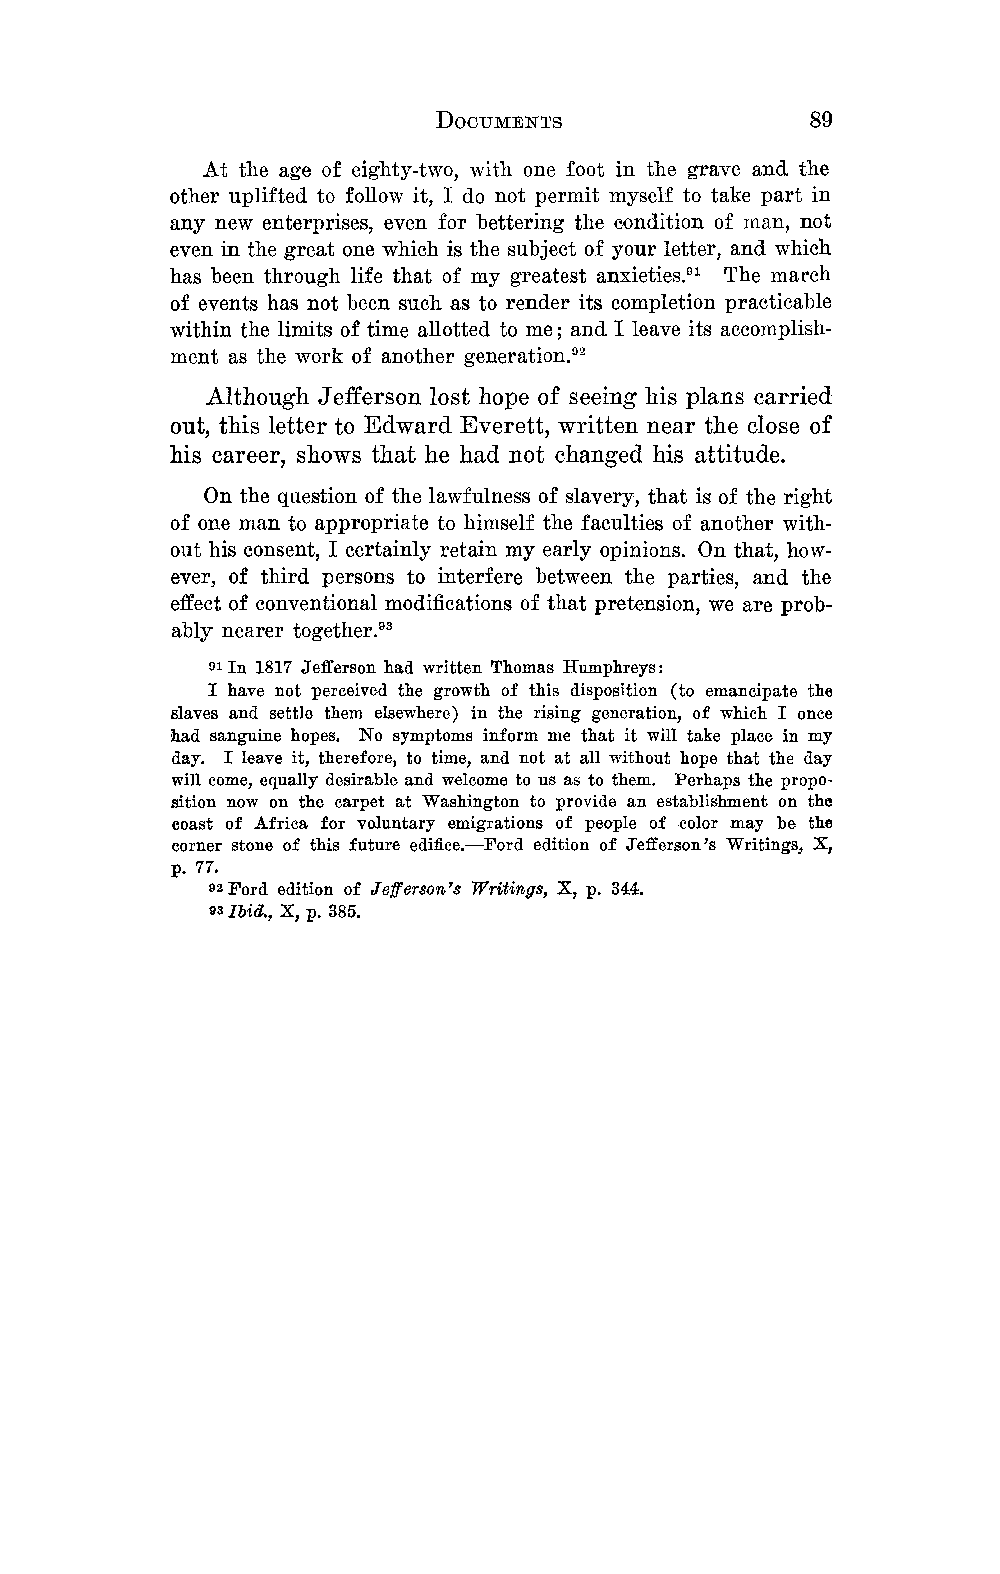 DOCUMENTS 89
At the age of eighty-two, with one foot in the grave and the
other uplifted to follow it, I do not permit myself to take part in
any new enterprises, even for bettering the condition of man, not
even in the great one which is the subject of your letter, and which
has been through life that of my greatest anxieties.⁹¹ The march
of events has not been such as to render its completion practicable
within the limits of time allotted to me; and I leave its accomplish-
ment as the work of another generation.⁹²
Although Jefferson lost hope of seeing his plans carried
out, this letter to Edward Everett, written near the close of
his career, shows that he had not changed his attitude.
On the question of the lawfulness of slavery, that is of the right
of one man to appropriate to himself the faculties of another with-
out his consent, I certainly retain my early opinions. On that, how-
ever, of third persons to interfere between the parties, and the
effect of conventional modifications of that pretension, we are prob-
ably nearer together.⁹³
⁹¹ In 1817 Jefferson had written Thomas Humphreys:
I have not perceived the growth of this disposition (to emancipate the
slaves and settle them elsewhere) in the rising generation, of which I once
had sanguine hopes. No symptoms inform me that it will take place in my
day. I leave it, therefore, to time, and not at all without hope that the day
will come, equally desirable and welcome to us as to them. Perhaps the propo-
sition now on the carpet at Washington to provide an establishment on the
coast of Africa for voluntary emigrations of people of color may be the
corner stone of this future edifice.—Ford edition of Jefferson's Writings, X,
p. 77.
⁹² Ford edition of Jefferson's Writings, X, p. 344.
⁹³ Ibid., X, p. 385.